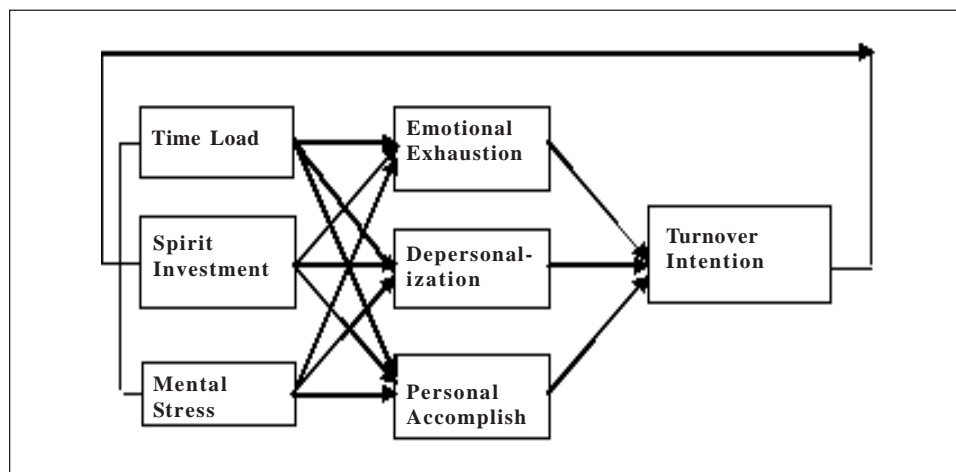 Time Load
Spirit
Investment
Mental
Stress
Emotional
Exhaustion
Depersonal-
ization
Personal
Accomplish
Turnover
Intention